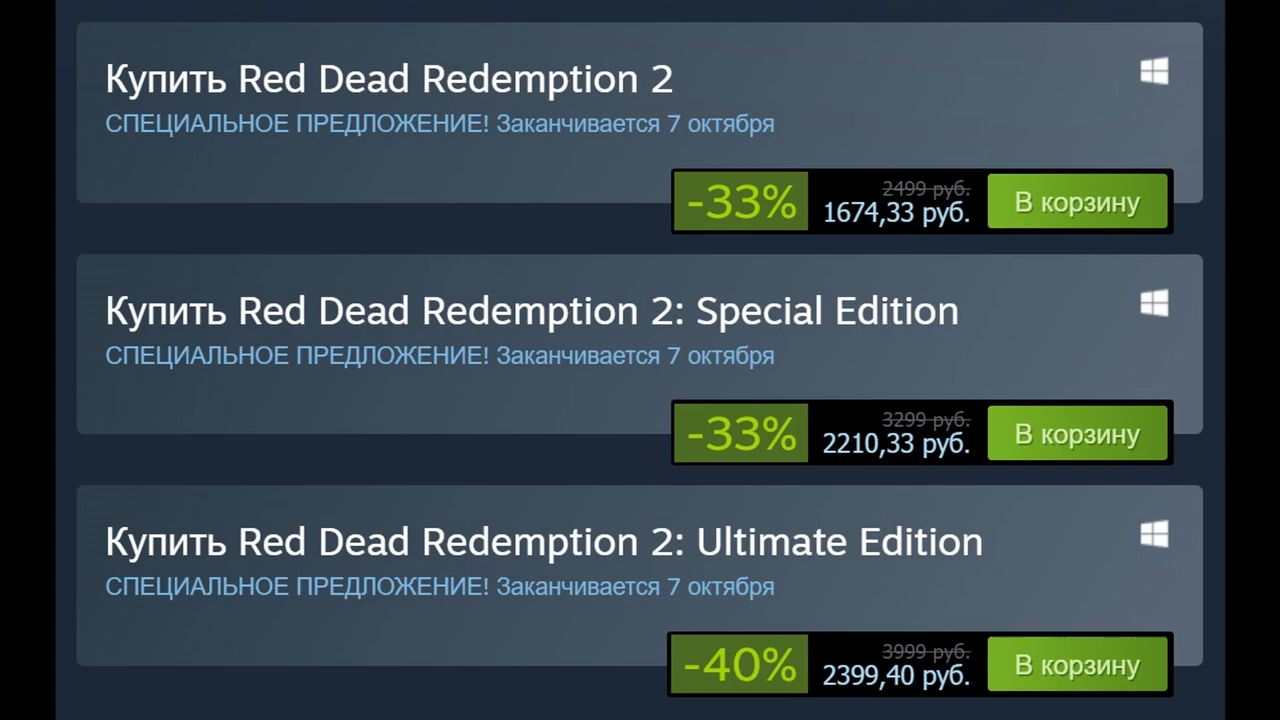 Купить Red Dead Redemption 2
СПЕЦИАЛЬНОЕ ПРЕДЛОЖЕНИЕ! Заканчивается 7 октября
-33%
2499 руб.
1674,33 руб.
В корзину
Купить Red Dead Redemption 2: Special Edition
СПЕЦИАЛЬНОЕ ПРЕДЛОЖЕНИЕ! Заканчивается 7 октября
-33%
3299 руб.
2210,33 руб.
В корзину
Купить Red Dead Redemption 2: Ultimate Edition
СПЕЦИАЛЬНОЕ ПРЕДЛОЖЕНИЕ! Заканчивается 7 октября
-40%
3999 руб.
2399,40 руб.
В корзину